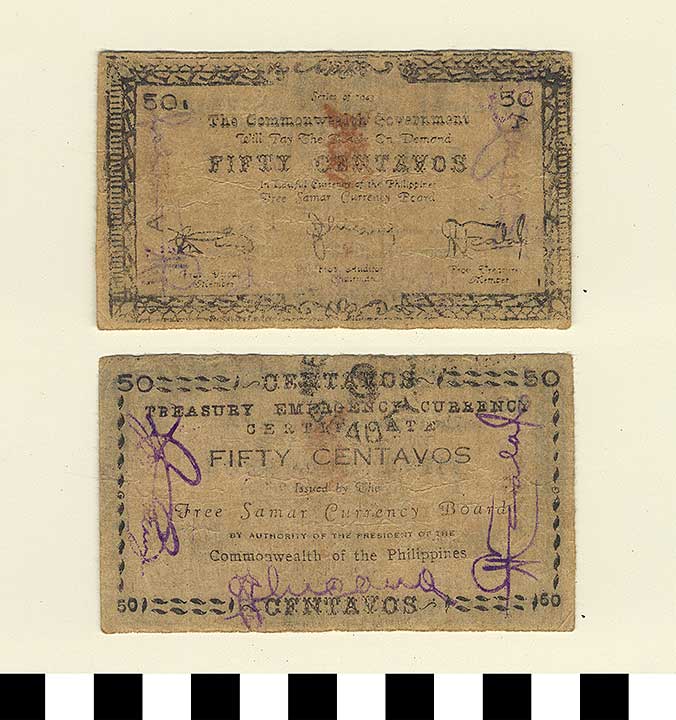 50
50
Series of 1943
The Commonwealth Government
Will Pay The Bearer On Demand
FIFTY CENTAVOS
In Lawful Currency of the Philippines
Free Samar Currency Board
Prov. Auditor
Member
Chairman
Member
50 CENTAVOS 50
TREASURY EMERGENCY CURRENCY
CERTIFICATE
FIFTY CENTAVOS
Issued by The
Free Samar Currency Board
BY AUTHORITY OF THE PRESIDENT OF THE
Commonwealth of the Philippines
50 CENTAVOS 50